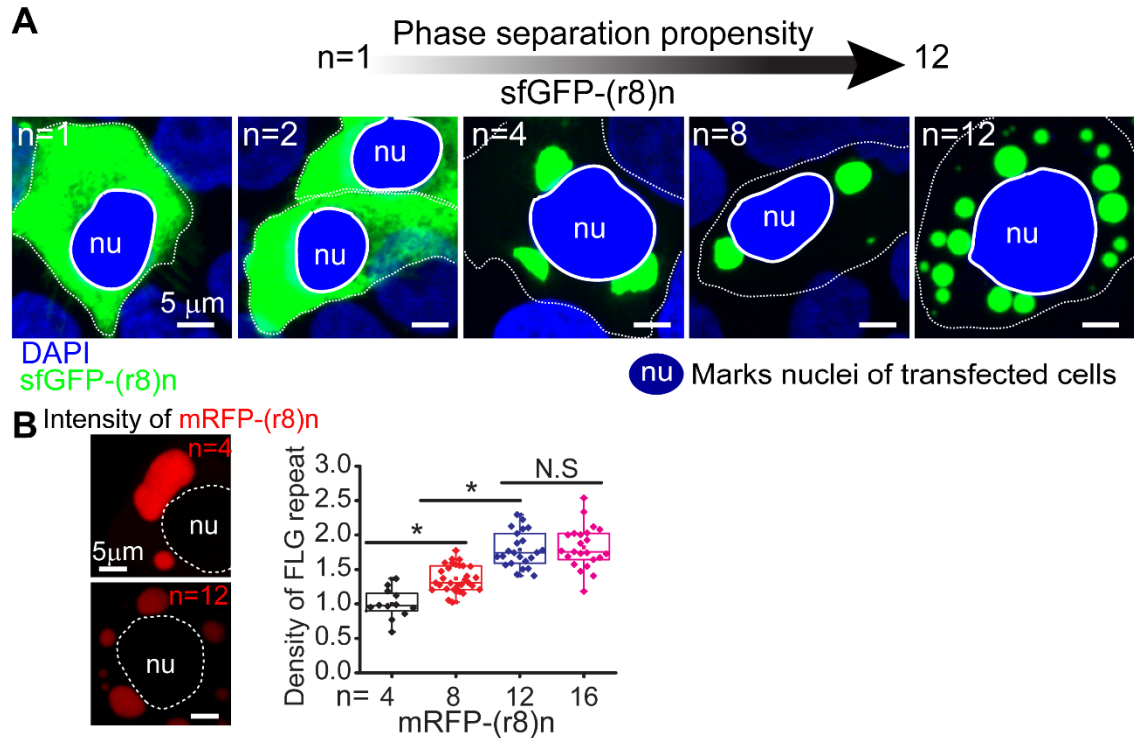 A
Phase separation propensity
n=1
12
sfGFP-(r8)n
n=1
n=2
n=4
n=8
n=12
nu
nu
nu
nu
nu
nu
5 μm
DAPI
sfGFP-(r8)n
nu Marks nuclei of transfected cells
B Intensity of mRFP-(r8)n
n=4
nu
5μm
n=12
nu
Density of FLG repeat
3.0
2.5
2.0
1.5
1.0
0.5
0.0
*
*
N.S
n= 4 8 12 16
mRFP-(r8)n